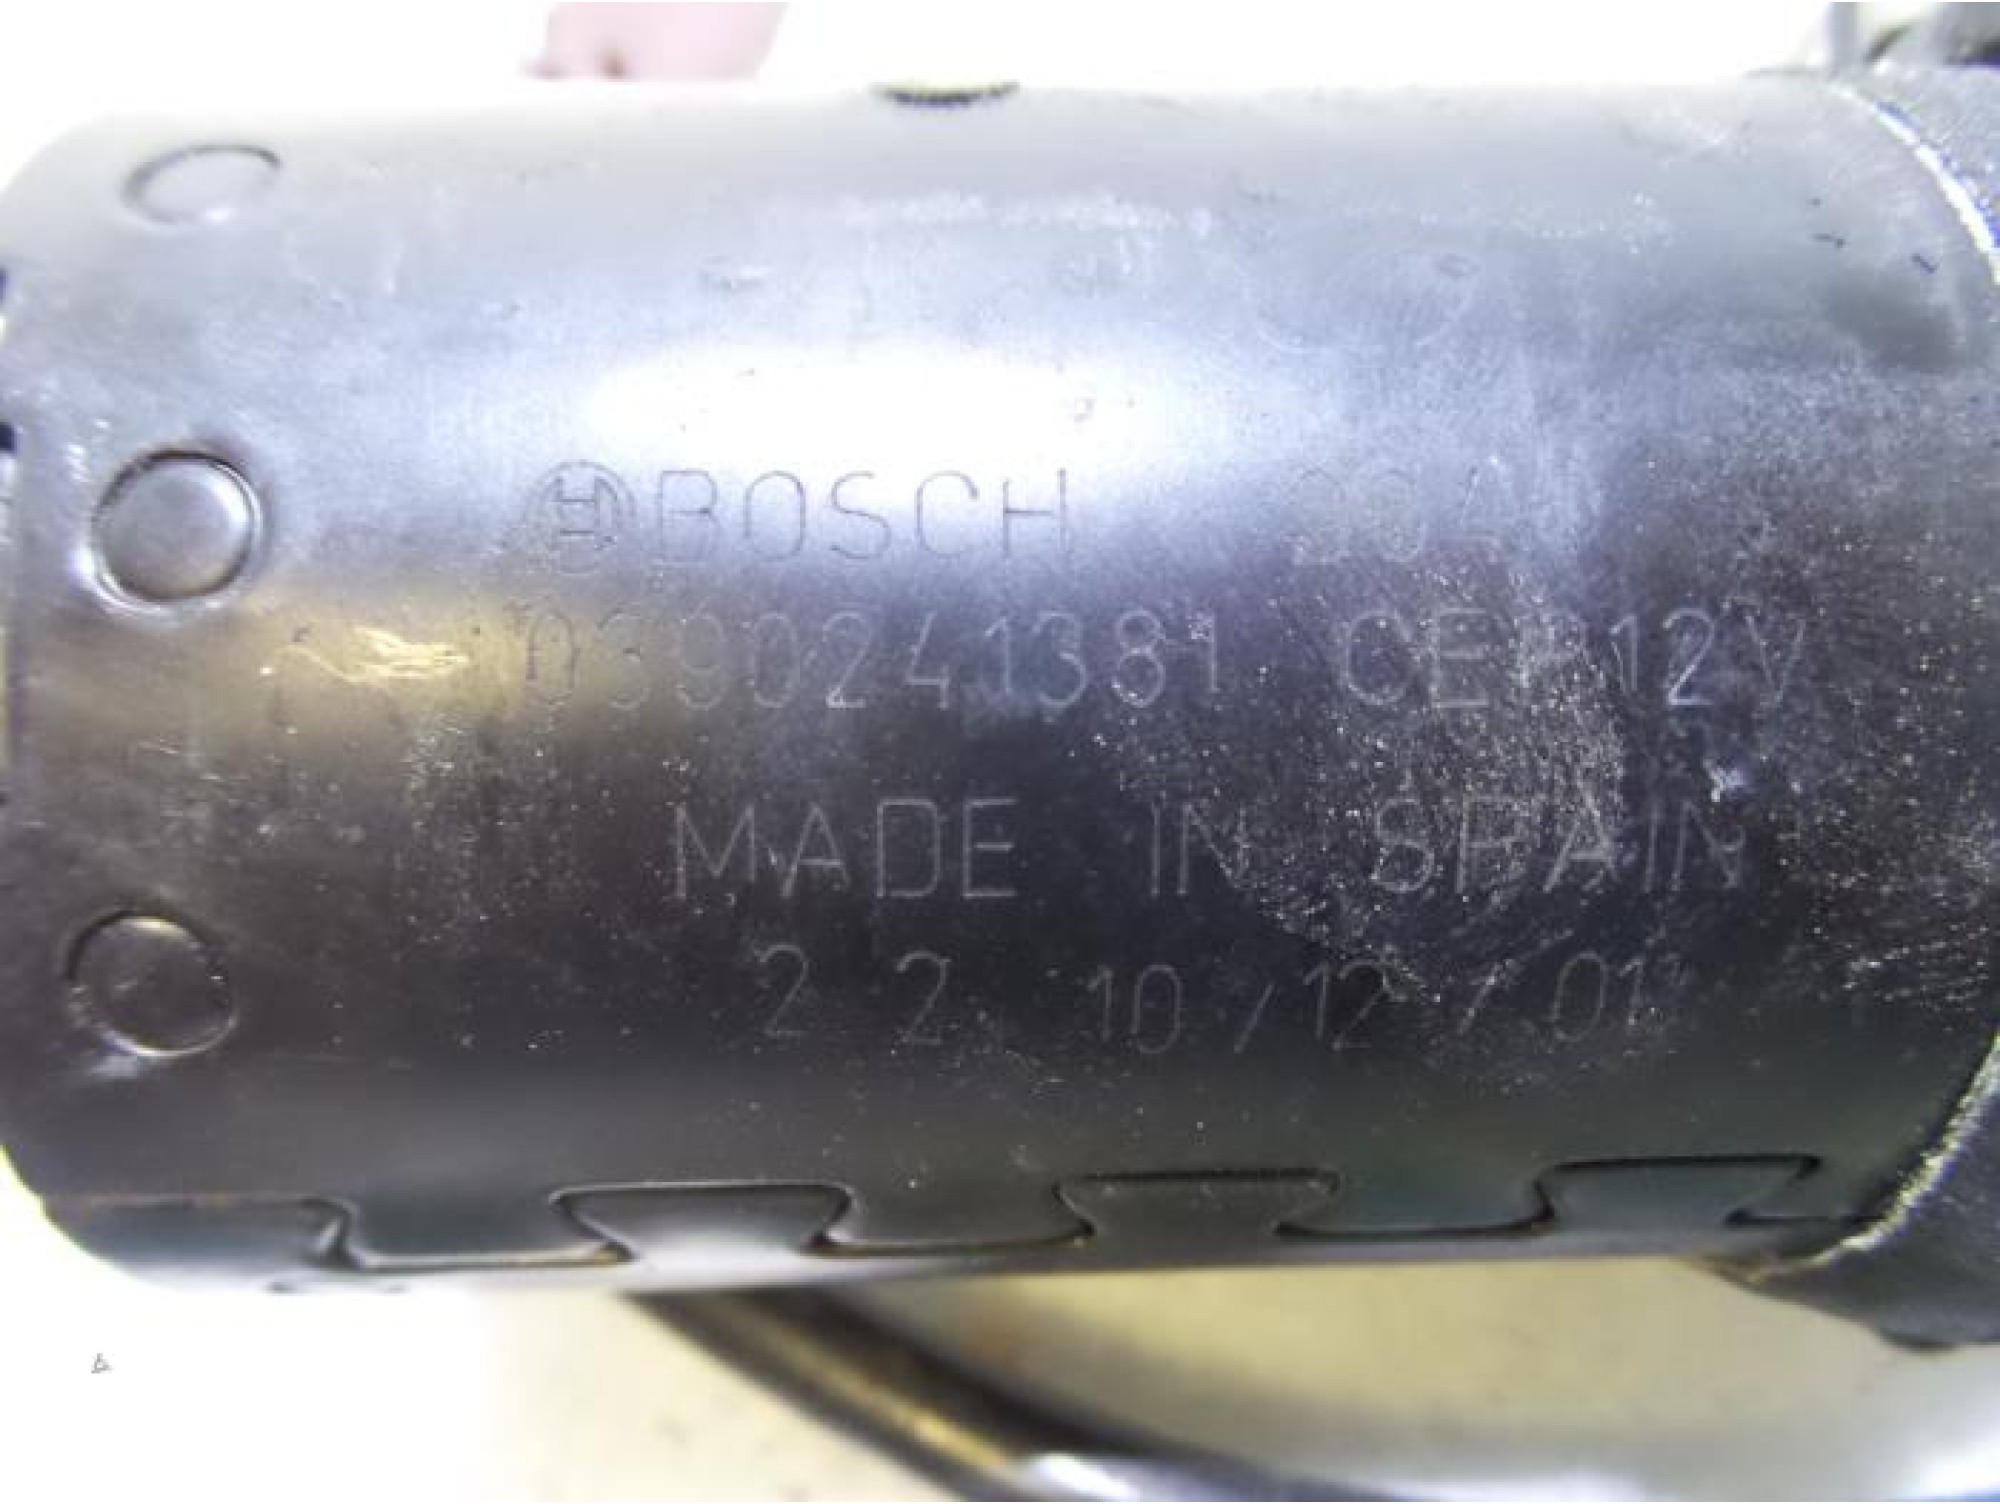 BOSCH
0390241381 CEP 12V
MADE IN SPAIN
2 2 10/12/01